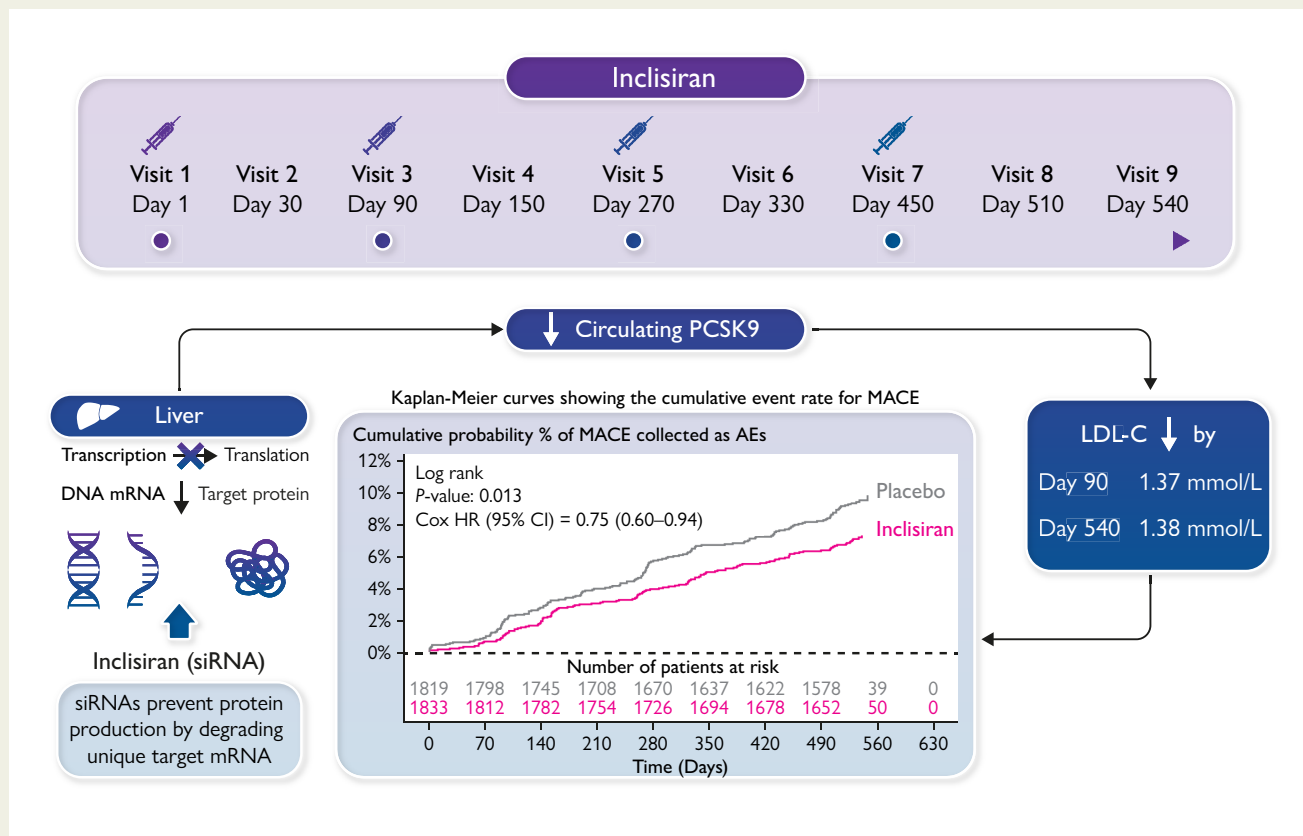 Inclisiran
Visit 1 Visit 2 Visit 3 Visit 4 Visit 5 Visit 6 Visit 7 Visit 8 Visit 9
Day 1 Day 30 Day 90 Day 150 Day 270 Day 330 Day 450 Day 510 Day 540
Circulating PCSK9
Liver
Transcription Translation
DNA mRNA Target protein
Inclisiran (siRNA)
siRNAs prevent protein
production by degrading
unique target mRNA
Kaplan-Meier curves showing the cumulative event rate for MACE
Cumulative probability % of MACE collected as AEs
12%
10%
8%
6%
4%
2%
0%
Log rank
P-value: 0.013
Cox HR (95% CI) = 0.75 (0.60–0.94)
Placebo
Inclisiran
Number of patients at risk
1819 1798 1745 1708 1670 1637 1622 1578 39 0
1833 1812 1782 1754 1726 1694 1678 1652 50 0
0 70 140 210 280 350 420 490 560 630
Time (Days)
LDL-C by
Day 90 1.37 mmol/L
Day 540 1.38 mmol/L